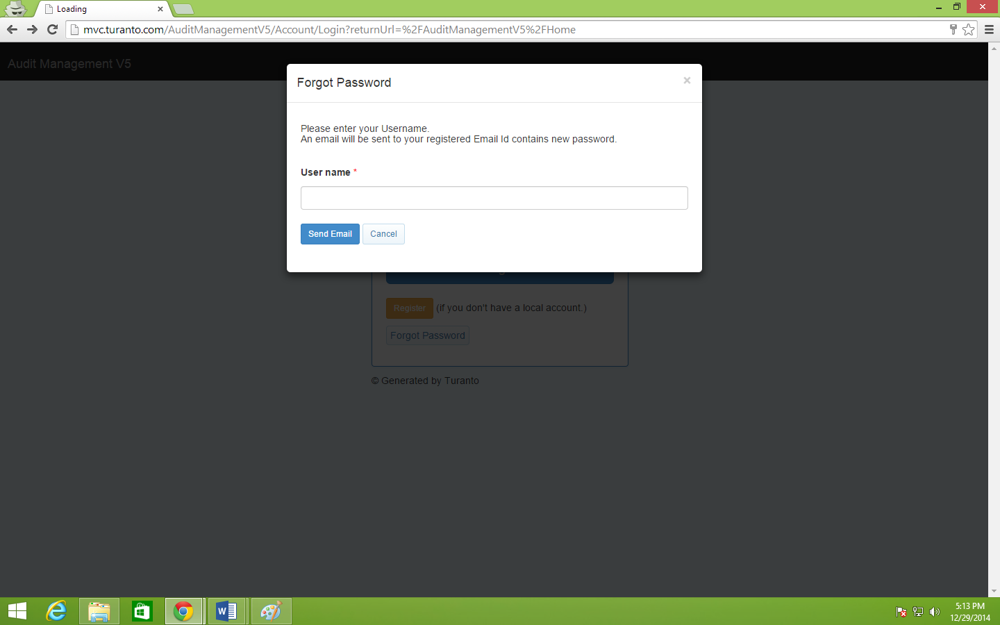 Loading
mvc.turanto.com/AuditManagementV5/Account/Login?returnUrl=%2FAuditManagementV5%2FHome
Audit Management V5
Forgot Password
Please enter your Username.
An email will be sent to your registered Email Id contains new password.
User name *
Send Email Cancel
Register (if you don't have a local account.)
Forgot Password
© Generated by Turanto
5:13 PM
12/29/2014